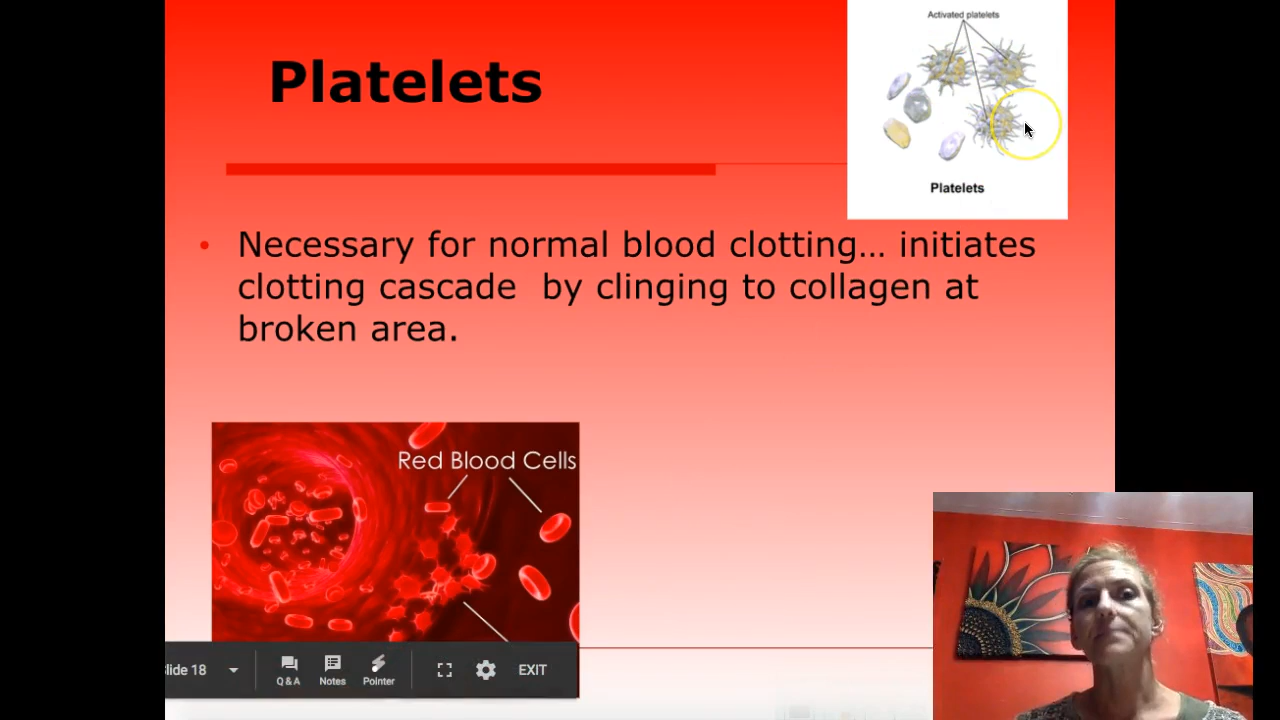 Activated platelets
Platelets
Platelets
• Necessary for normal blood clotting... initiates
clotting cascade  by clinging to collagen at
broken area.
Red Blood Cells
lide 18
Q & A
Notes
Pointer
EXIT